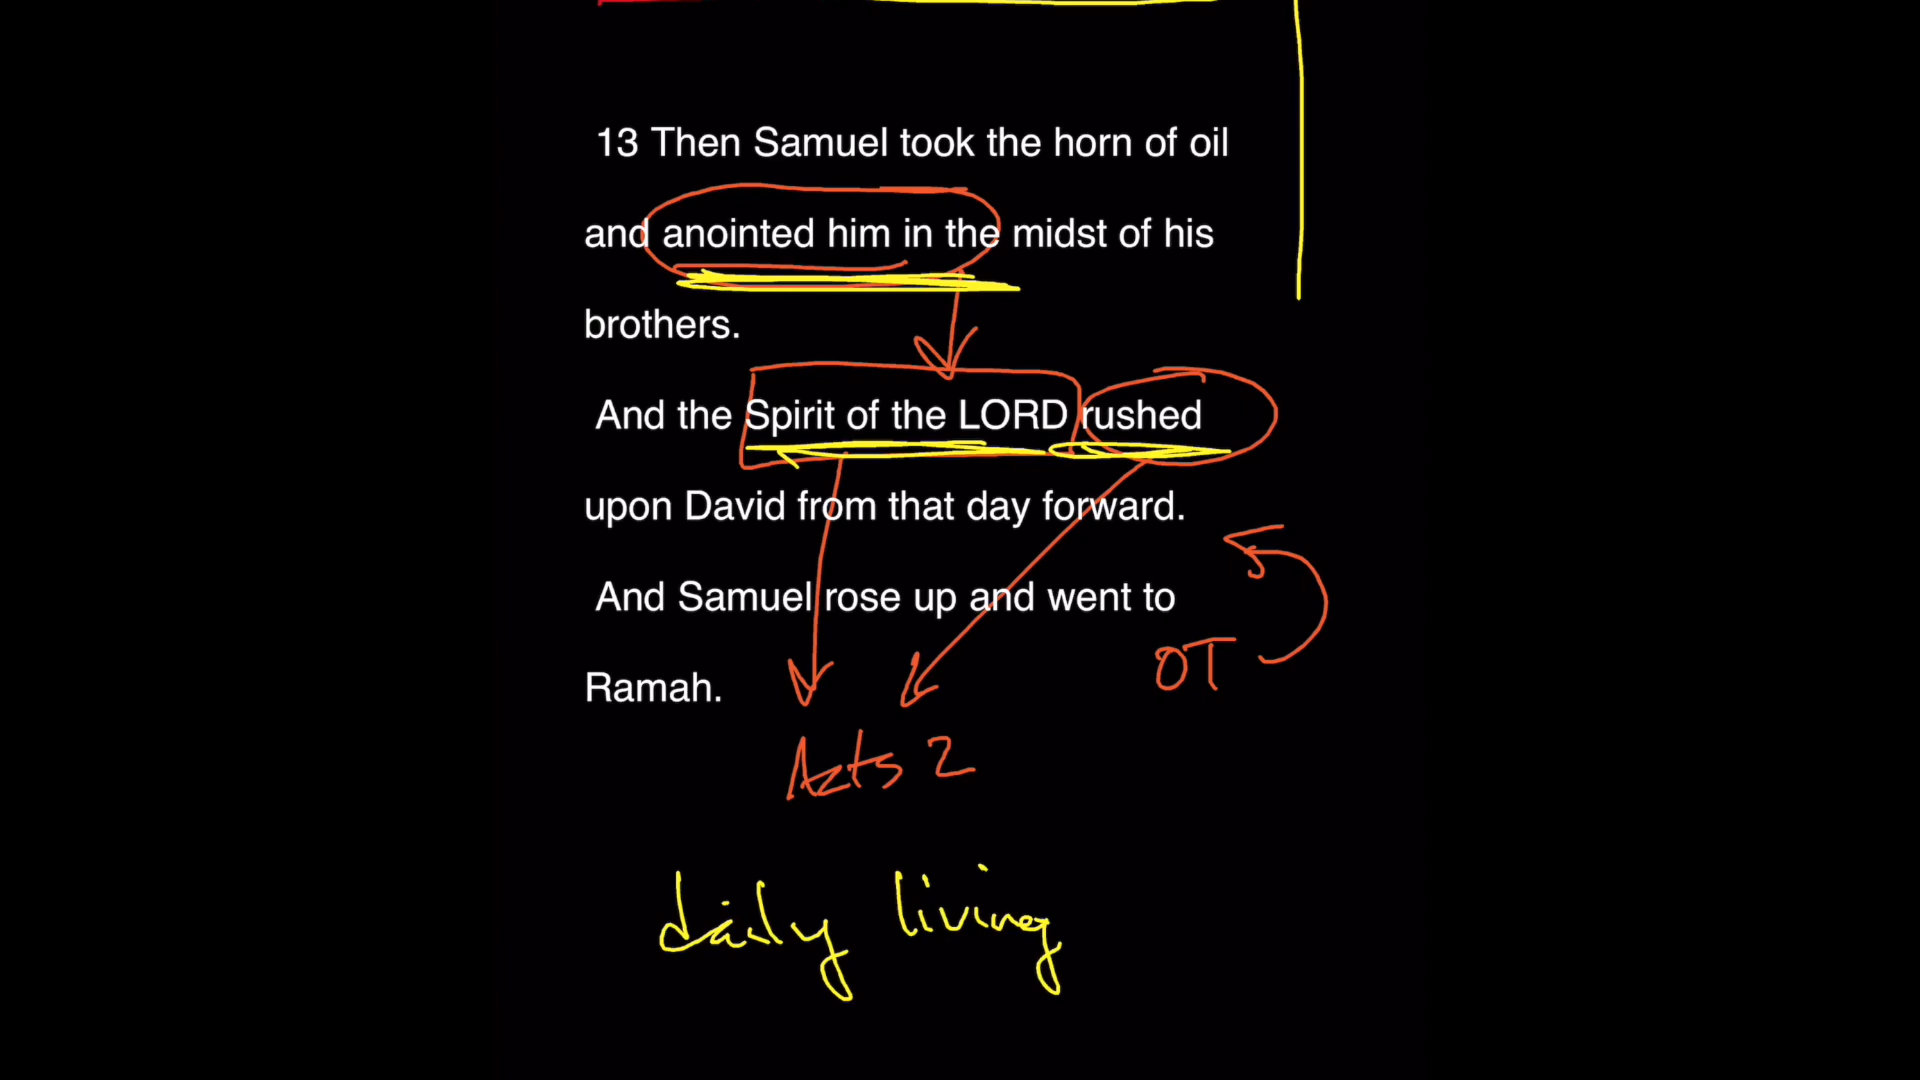 13 Then Samuel took the horn of oil
and anointed him in the midst of his
brothers.
And the Spirit of the LORD rushed
upon David from that day forward.
And Samuel rose up and went to
OT
Ramah.
Acts 2
daily living